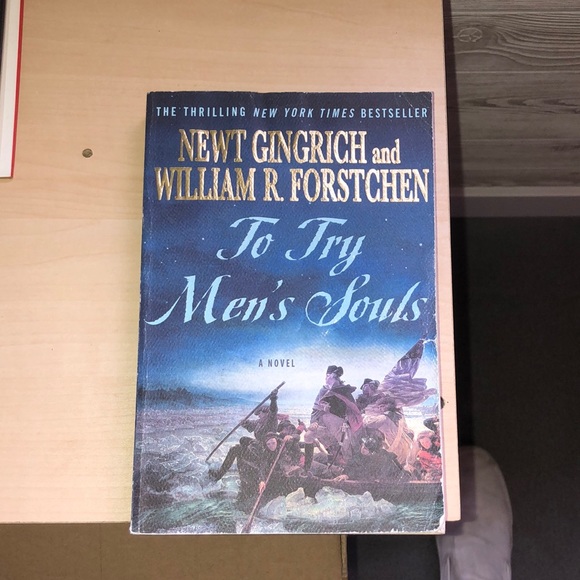 THE THRILLING NEW YORK TIMES BESTSELLER
NEWT GINGRICH and
WILLIAM R. FORSTCHEN
To Try
Men's Souls
A NOVEL